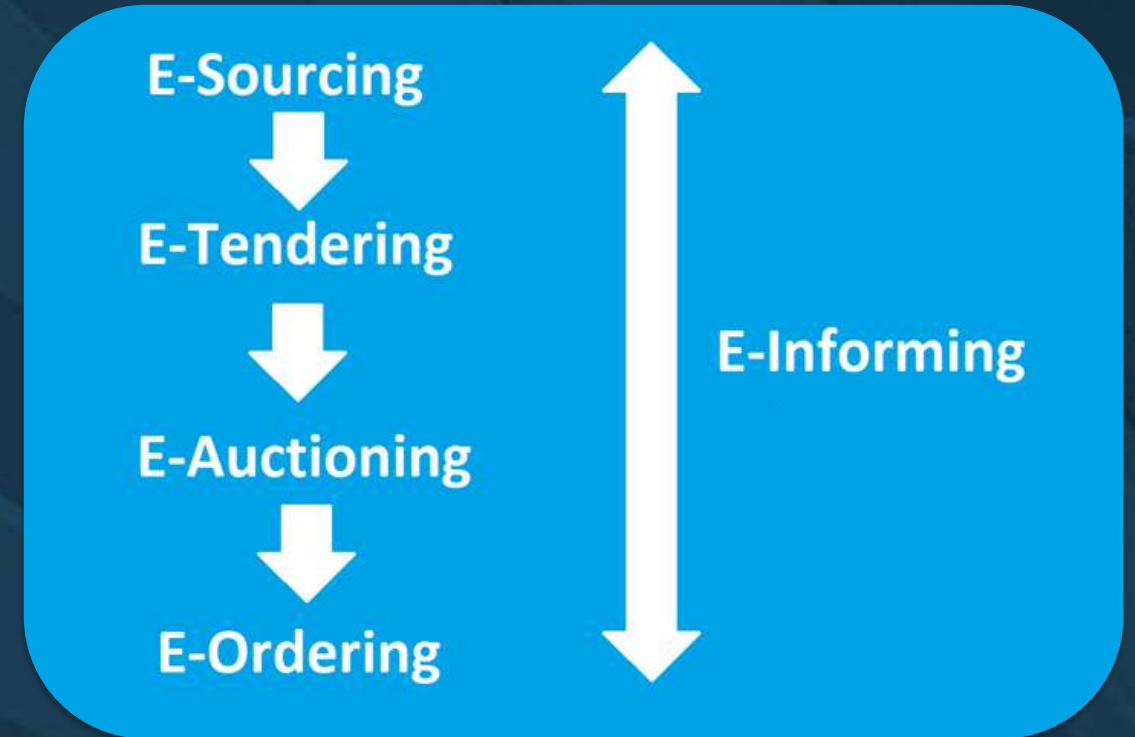 E-Sourcing
E-Tendering
E-Informing
E-Auctioning
E-Ordering